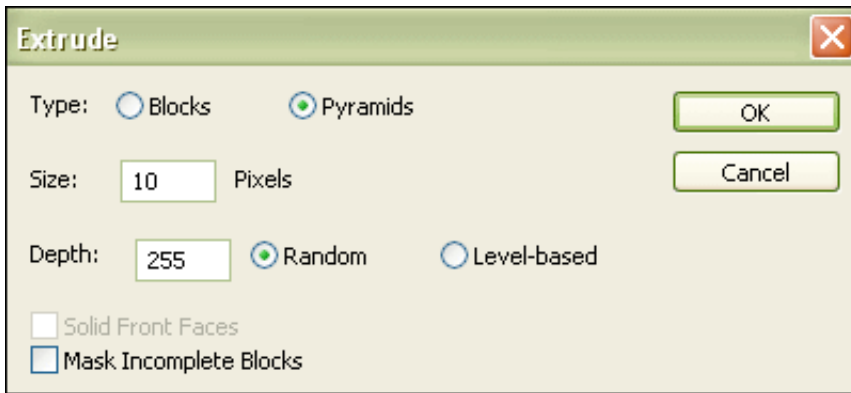 Extrude
Type: Blocks Pyramids OK
Size: 10 Pixels Cancel
Depth: 255 Random Level-based
Solid Front Faces
Mask Incomplete Blocks